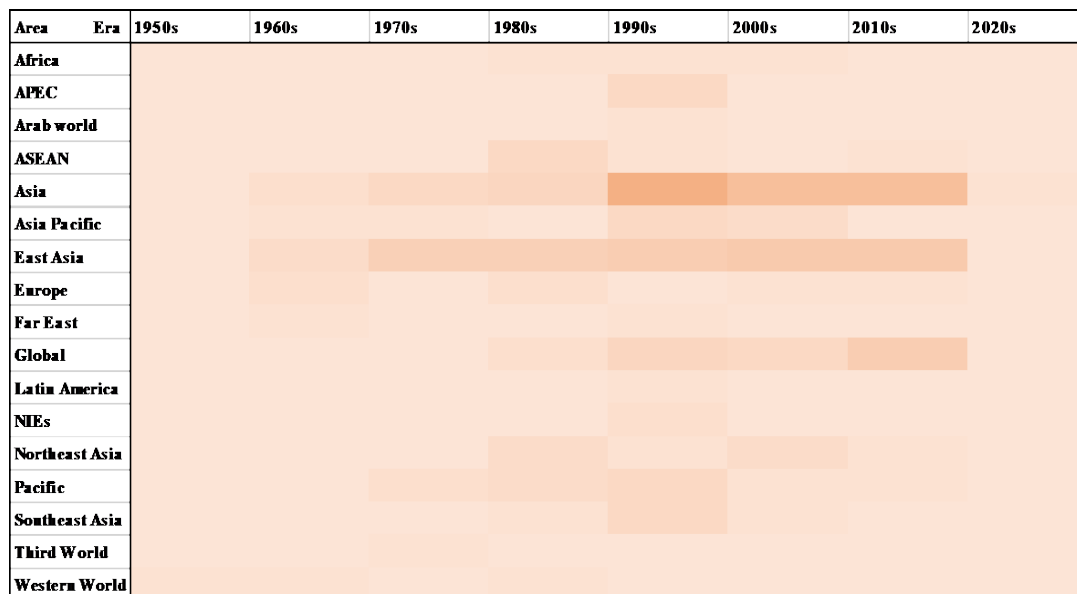 Area Era 1950s 1960s 1970s 1980s 1990s 2000s 2010s 2020s
Africa
APEC
Arab world
ASEAN
Asia
Asia Pacific
East Asia
Europe
Far East
Global
Latin America
NIEs
Northeast Asia
Pacific
Southeast Asia
Third World
Western World